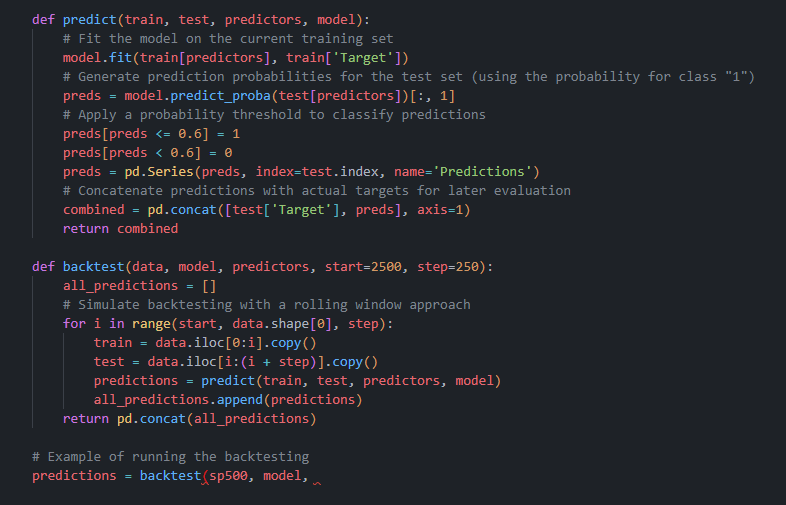 def predict(train, test, predictors, model):
    # Fit the model on the current training set
    model.fit(train[predictors], train['Target'])
    # Generate prediction probabilities for the test set (using the probability for class "1")
    preds = model.predict_proba(test[predictors])[:, 1]
    # Apply a probability threshold to classify predictions
    preds[preds <= 0.6] = 1
    preds[preds < 0.6] = 0
    preds = pd.Series(preds, index=test.index, name='Predictions')
    # Concatenate predictions with actual targets for later evaluation
    combined = pd.concat([test['Target'], preds], axis=1)
    return combined

def backtest(data, model, predictors, start=2500, step=250):
    all_predictions = []
    # Simulate backtesting with a rolling window approach
    for i in range(start, data.shape[0], step):
        train = data.iloc[0:i].copy()
        test = data.iloc[i:(i + step)].copy()
        predictions = predict(train, test, predictors, model)
        all_predictions.append(predictions)
    return pd.concat(all_predictions)

# Example of running the backtesting
predictions = backtest(sp500, model,